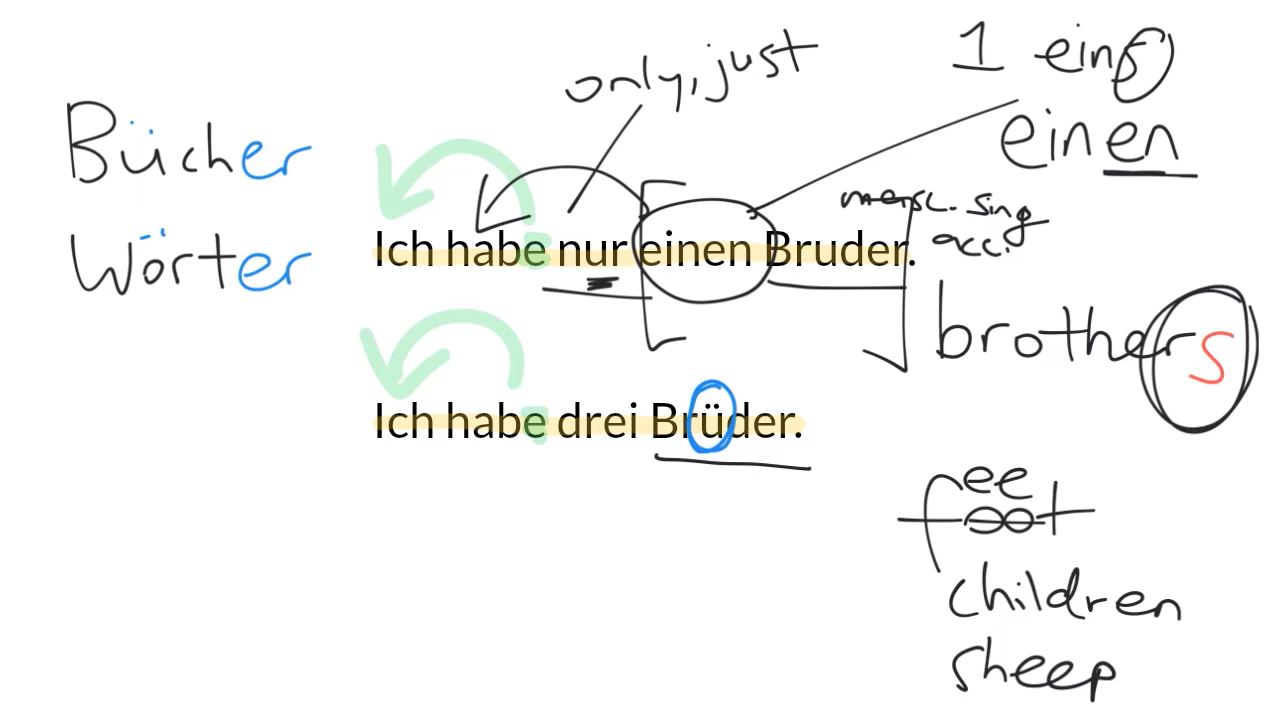 only, just
1 eins
einen
Bücher
Wörter
masc. sing
acc.
Ich habe nur einen Bruder.
brothers
Ich habe drei Brüder.
ee
foot
children
sheep